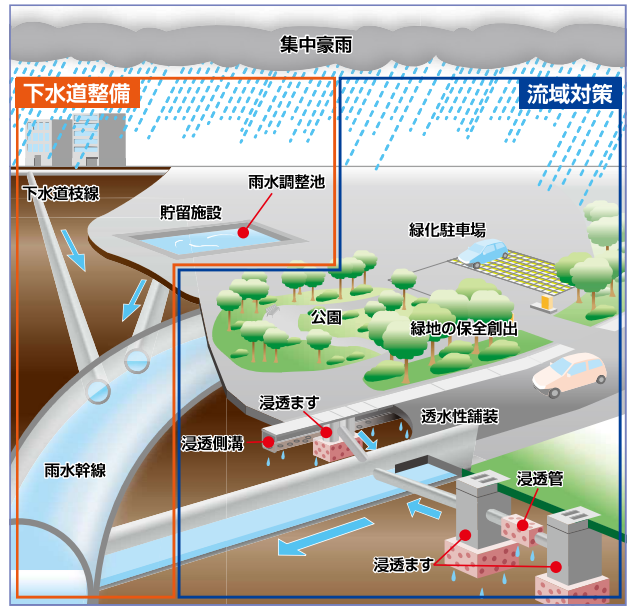 集中豪雨
下水道整備
流域対策
下水道枝線
雨水調整池
貯留施設
緑化駐車場
公園
緑地の保全創出
浸透ます
透水性舗装
浸透側溝
雨水幹線
浸透管
浸透ます